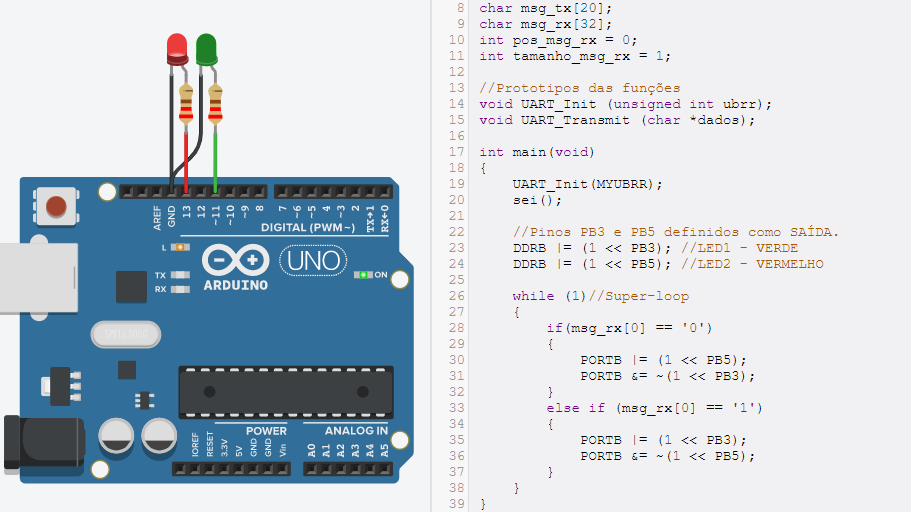 AREF
GND
13
12
~11
~10
~9
8
7
~6
~5
4
~3
2
TX→1
RX←0
DIGITAL (PWM~)
L
TX
RX
ARDUINO
UNO
ON
POWER
ANALOG IN
IOREF
RESET
3.3V
5V
GND
GND
Vin
A0
A1
A2
A3
A4
A5
8 char msg_tx[20];
9 char msg_rx[32];
10 int pos_msg_rx = 0;
11 int tamanho_msg_rx = 1;
12
13 //Prototipos das funções
14 void UART_Init (unsigned int ubrr);
15 void UART_Transmit (char *dados);
16
17 int main(void)
18 {
19     UART_Init(MYUBRR);
20     sei();
21
22     //Pinos PB3 e PB5 definidos como SAÍDA.
23     DDRB |= (1 << PB3); //LED1 - VERDE
24     DDRB |= (1 << PB5); //LED2 - VERMELHO
25
26     while (1)//Super-loop
27     {
28         if(msg_rx[0] == '0')
29         {
30             PORTB |= (1 << PB5);
31             PORTB &= ~(1 << PB3);
32         }
33         else if (msg_rx[0] == '1')
34         {
35             PORTB |= (1 << PB3);
36             PORTB &= ~(1 << PB5);
37         }
38     }
39 }